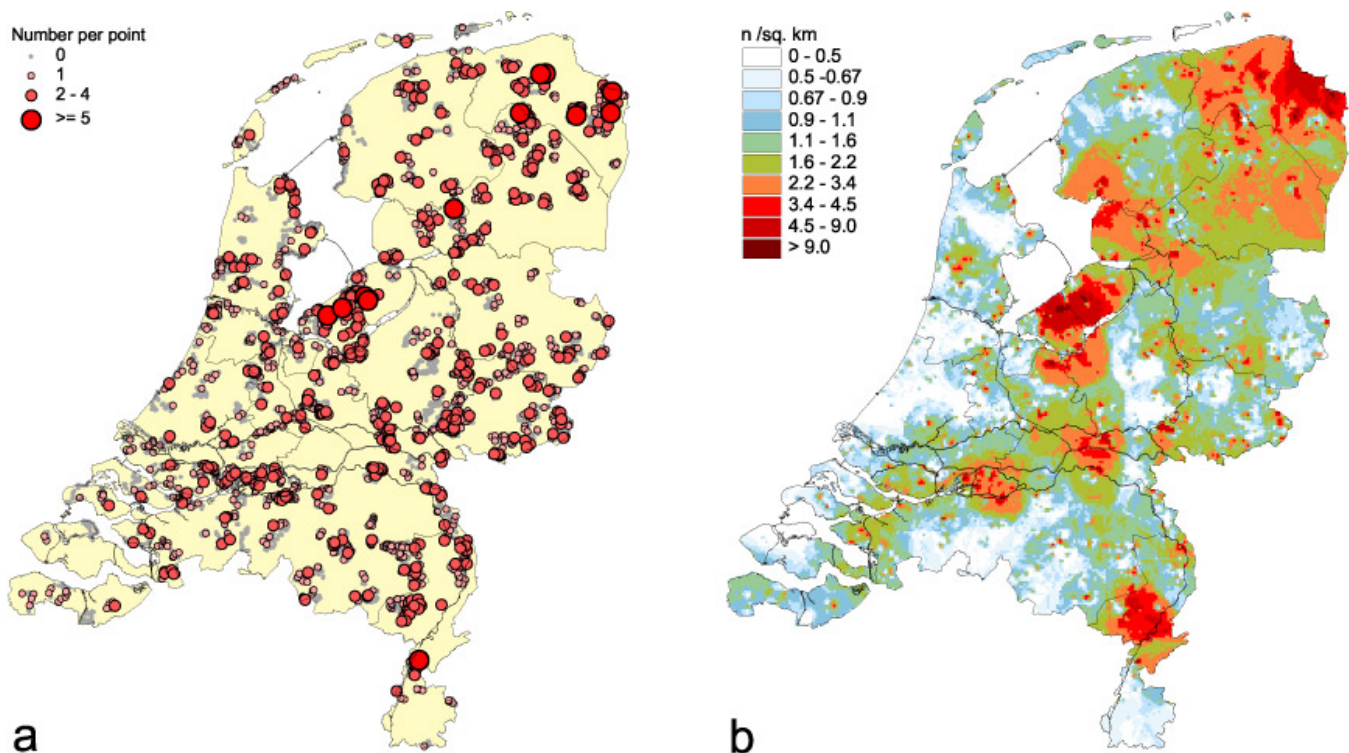 Number per point
0
1
2 - 4
>= 5
a
n /sq. km
0 - 0.5
0.5 -0.67
0.67 - 0.9
0.9 - 1.1
1.1 - 1.6
1.6 - 2.2
2.2 - 3.4
3.4 - 4.5
4.5 - 9.0
> 9.0
b